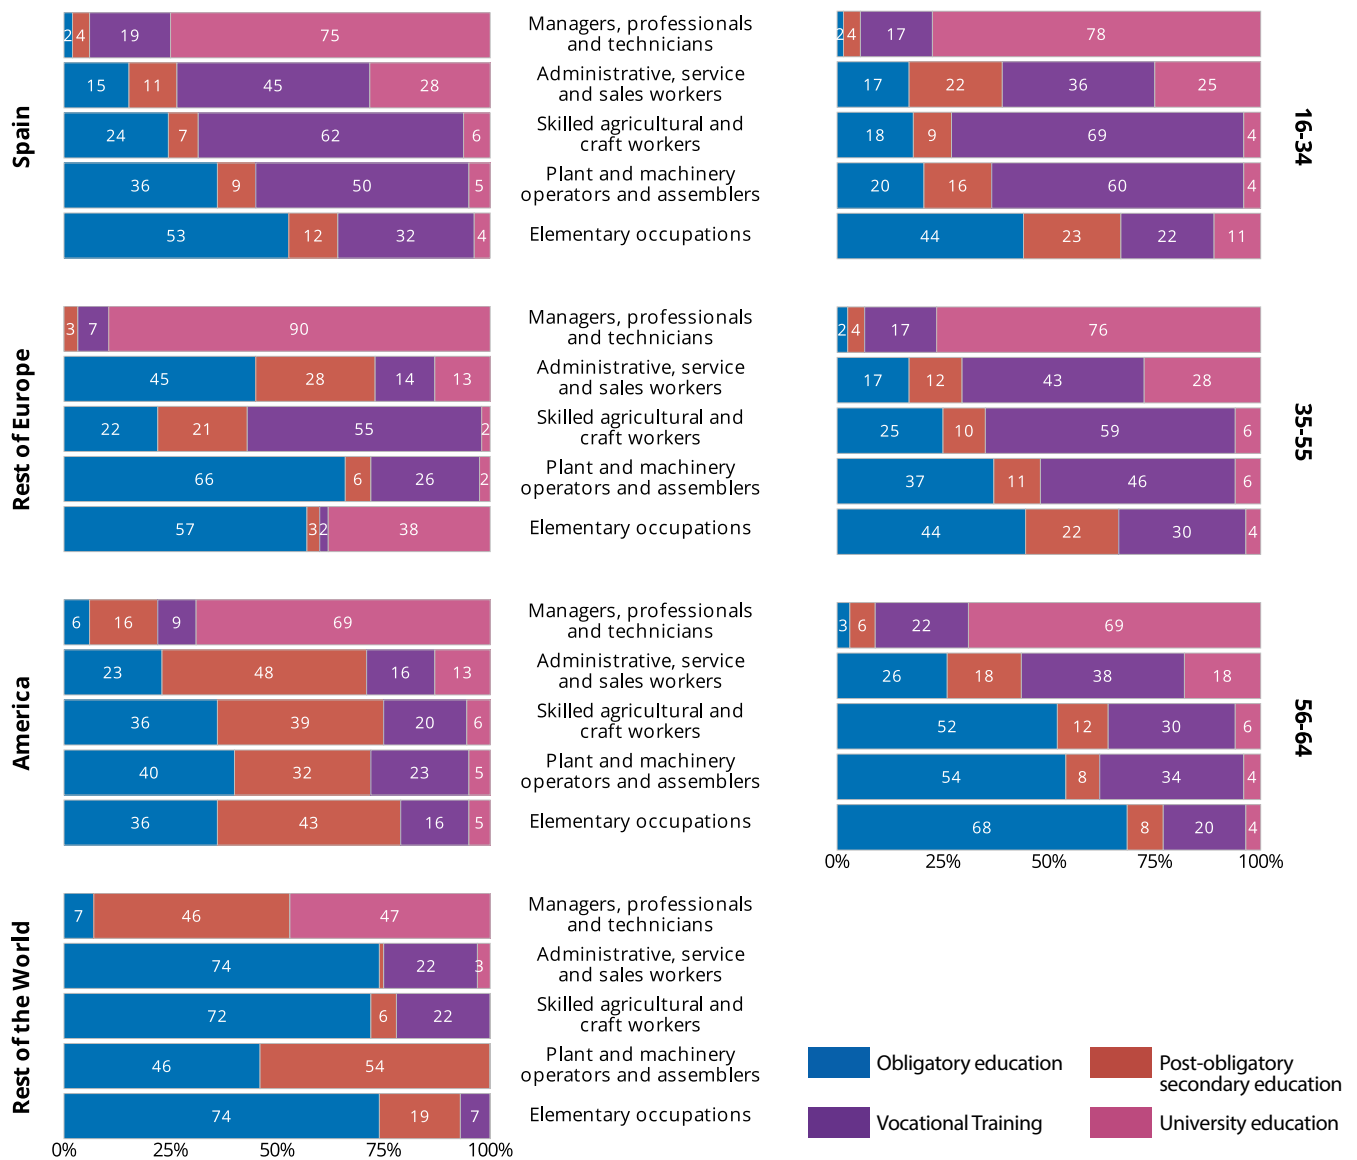 Spain
2 4 19 75
Managers, professionals
and technicians
15 11 45 28
Administrative, service
and sales workers
24 7 62 6
Skilled agricultural and
craft workers
36 9 50 5
Plant and machinery
operators and assemblers
53 12 32 4
Elementary occupations
16-34
2 4 17 78
17 22 36 25
18 9 69 4
20 16 60 4
44 23 22 11
Rest of Europe
3 7 90
Managers, professionals
and technicians
45 28 14 13
Administrative, service
and sales workers
22 21 55 2
Skilled agricultural and
craft workers
66 6 26 2
Plant and machinery
operators and assemblers
57 3 2 38
Elementary occupations
35-55
2 4 17 76
17 12 43 28
25 10 59 6
37 11 46 6
44 22 30 4
America
6 16 9 69
Managers, professionals
and technicians
23 48 16 13
Administrative, service
and sales workers
36 39 20 6
Skilled agricultural and
craft workers
40 32 23 5
Plant and machinery
operators and assemblers
36 43 16 5
Elementary occupations
56-64
3 6 22 69
26 18 38 18
52 12 30 6
54 8 34 4
68 8 20 4
0% 25% 50% 75% 100%
Rest of the World
7 46 47
Managers, professionals
and technicians
74 22 3
Administrative, service
and sales workers
72 6 22
Skilled agricultural and
craft workers
46 54
Plant and machinery
operators and assemblers
74 19 7
Elementary occupations
0% 25% 50% 75% 100%
Obligatory education
Post-obligatory
secondary education
Vocational Training
University education